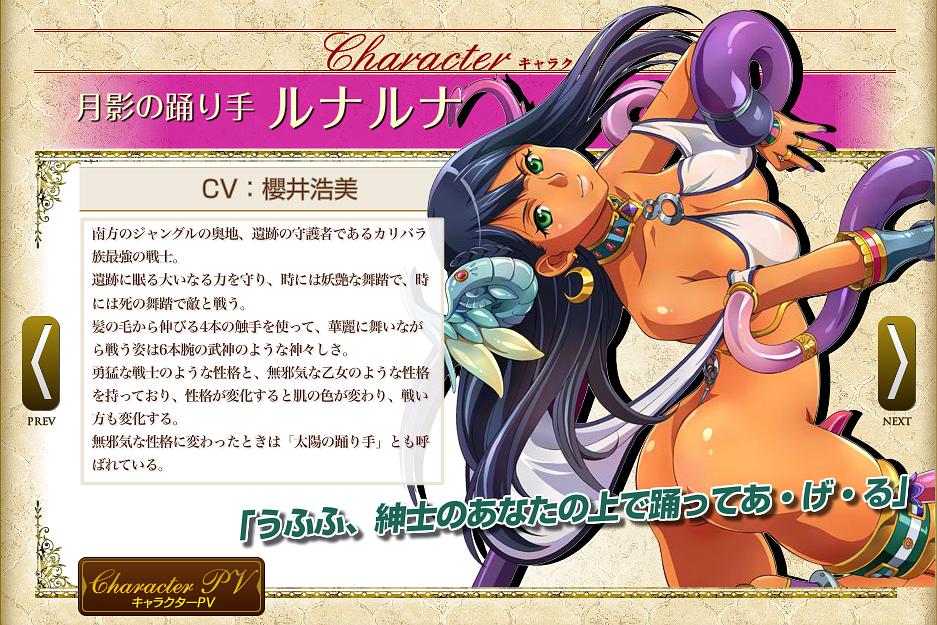 Character キャラク
月影の踊り手 ルナルナ
CV：櫻井浩美
南方のジャングルの奥地、遺跡の守護者であるカリバラ
族最強の戦士。
遺跡に眠る大いなる力を守り、時には妖艶な舞踏で、時
には死の舞踏で敵と戦う。
髪の毛から伸びる4本の触手を使って、華麗に舞いなが
ら戦う姿は6本腕の武神のような神々しさ。
勇猛な戦士のような性格と、無邪気な乙女のような性格
を持っており、性格が変化すると肌の色が変わり、戦い
方も変化する。
無邪気な性格に変わったときは「太陽の踊り手」とも呼
ばれている。
PREV
NEXT
「うふふ、紳士のあなたの上で踊ってあ・げ・る」
Character PV
キャラクターPV